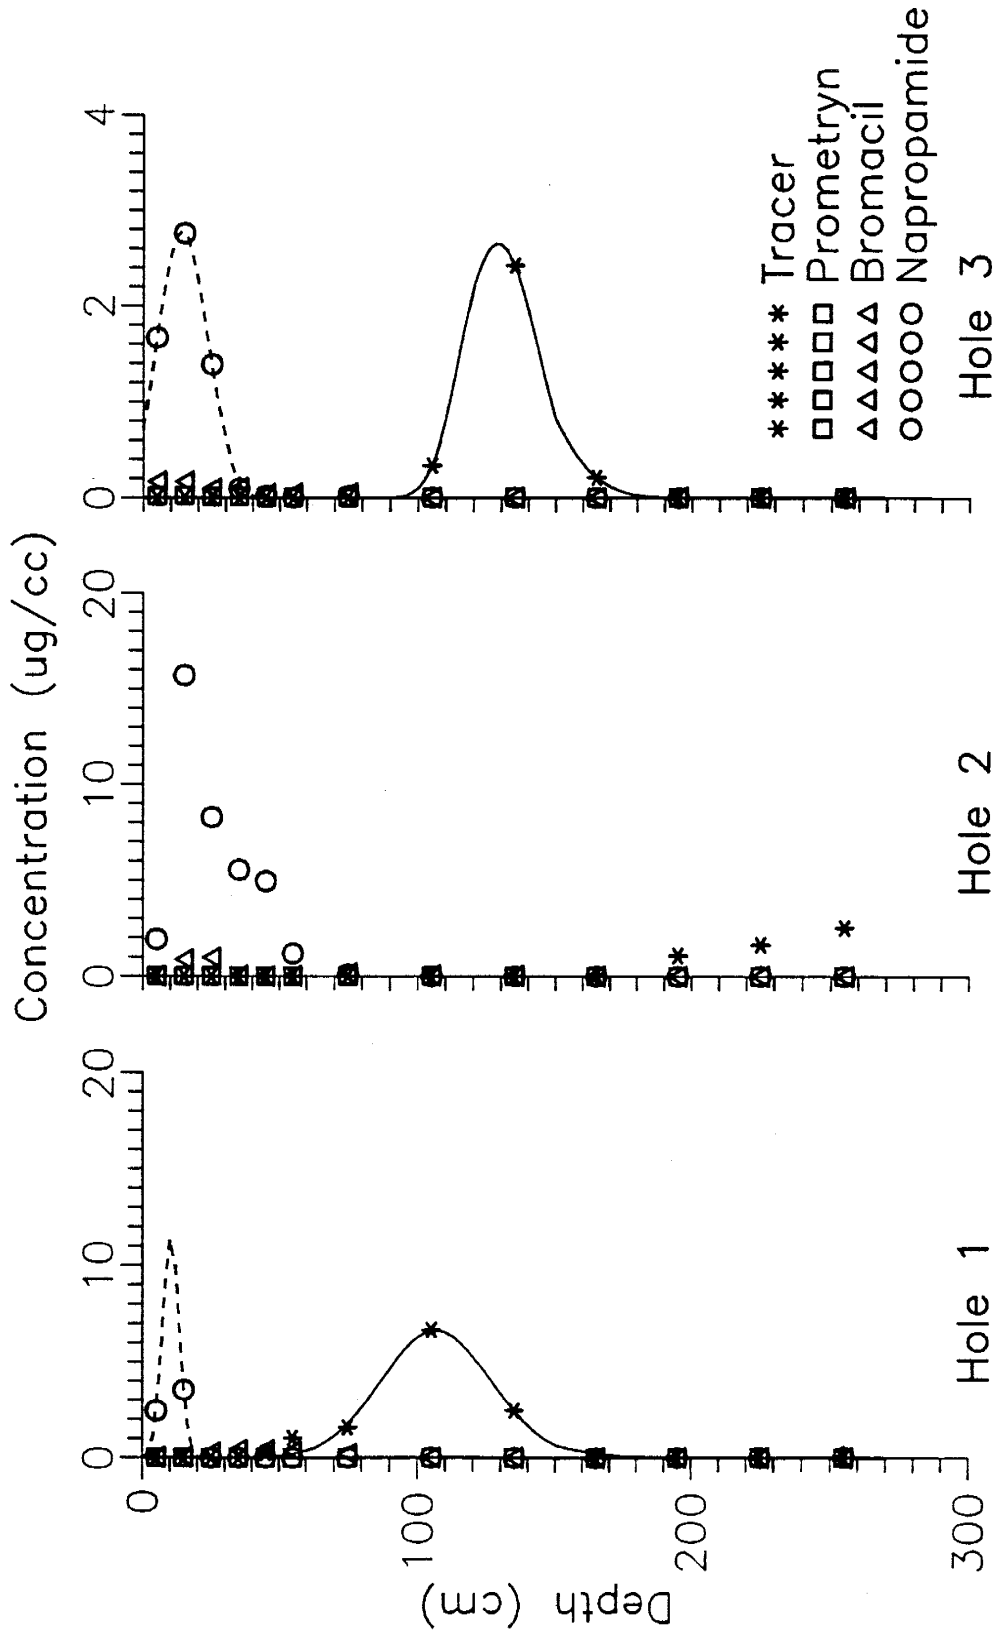 Concentration (ug/cc)
0 10 20
0 10 20
0 2 4
Depth (cm)
0
100
200
300
Tracer
Prometryn
Bromacil
Napropamide
Hole 1
Hole 2
Hole 3